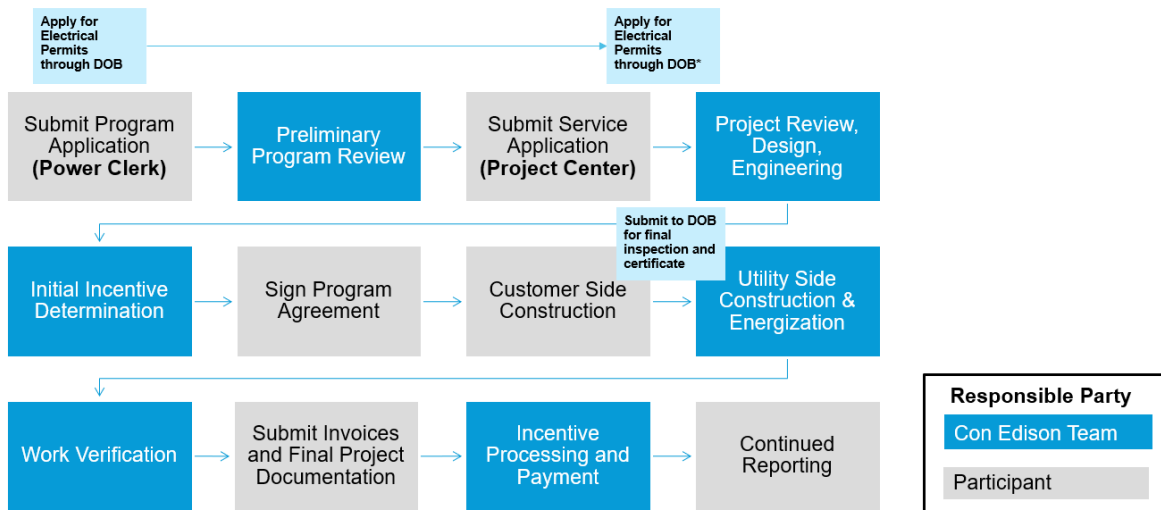 Apply for
Electrical
Permits
through DOB
Apply for
Electrical
Permits
through DOB*
Submit Program
Application
(Power Clerk)
Preliminary
Program Review
Submit Service
Application
(Project Center)
Project Review,
Design,
Engineering
Submit to DOB
for final
inspection and
certificate
Initial Incentive
Determination
Sign Program
Agreement
Customer Side
Construction
Utility Side
Construction &
Energization
Work Verification
Submit Invoices
and Final Project
Documentation
Incentive
Processing and
Payment
Continued
Reporting
Responsible Party
Con Edison Team
Participant